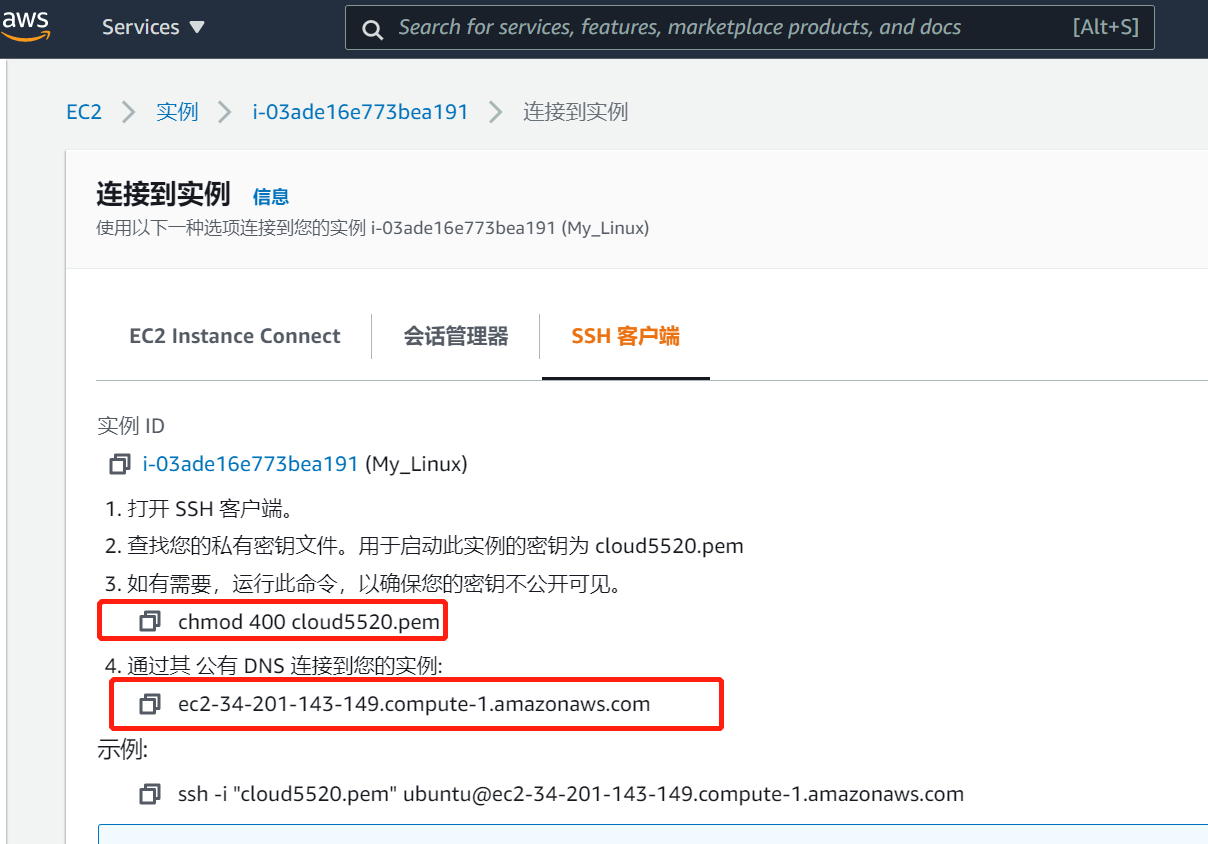 aws
Services ▼
Search for services, features, marketplace products, and docs [Alt+S]
EC2 > 实例 > i-03ade16e773bea191 > 连接到实例
连接到实例 信息
使用以下一种选项连接到您的实例 i-03ade16e773bea191 (My_Linux)
EC2 Instance Connect
会话管理器
SSH 客户端
实例 ID
i-03ade16e773bea191 (My_Linux)
1. 打开 SSH 客户端。
2. 查找您的私有密钥文件。用于启动此实例的密钥为 cloud5520.pem
3. 如有需要，运行此命令，以确保您的密钥不公开可见。
chmod 400 cloud5520.pem
4. 通过其 公有 DNS 连接到您的实例:
ec2-34-201-143-149.compute-1.amazonaws.com
示例:
ssh -i "cloud5520.pem" ubuntu@ec2-34-201-143-149.compute-1.amazonaws.com